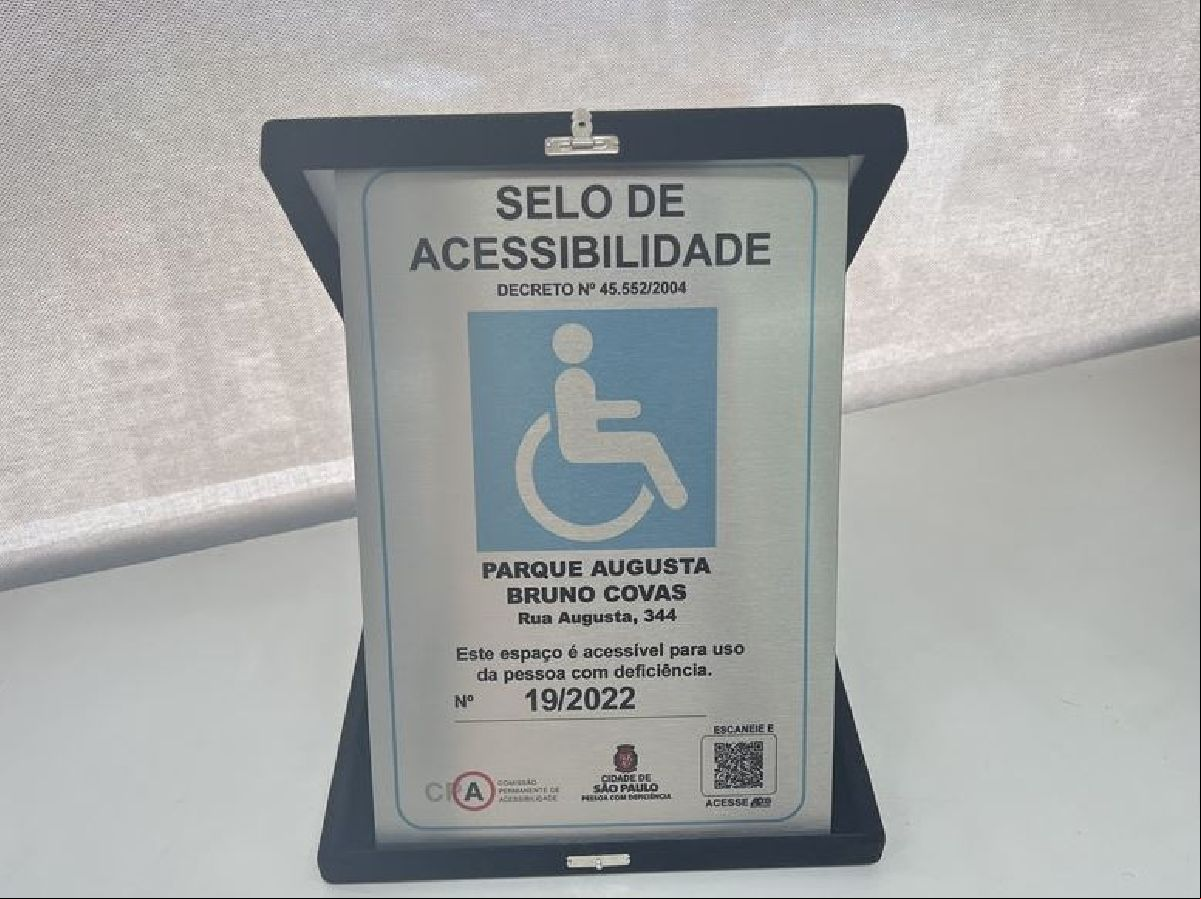 SELO DE
ACESSIBILIDADE
DECRETO Nº 45.552/2004
PARQUE AUGUSTA
BRUNO COVAS
Rua Augusta, 344
Este espaço é acessível para uso
da pessoa com deficiência.
Nº 19/2022
CPA
COMISSÃO
PERMANENTE DE
ACESSIBILIDADE
CIDADE DE
SÃO PAULO
PESSOA COM DEFICIÊNCIA
ESCANEIE E
ACESSE